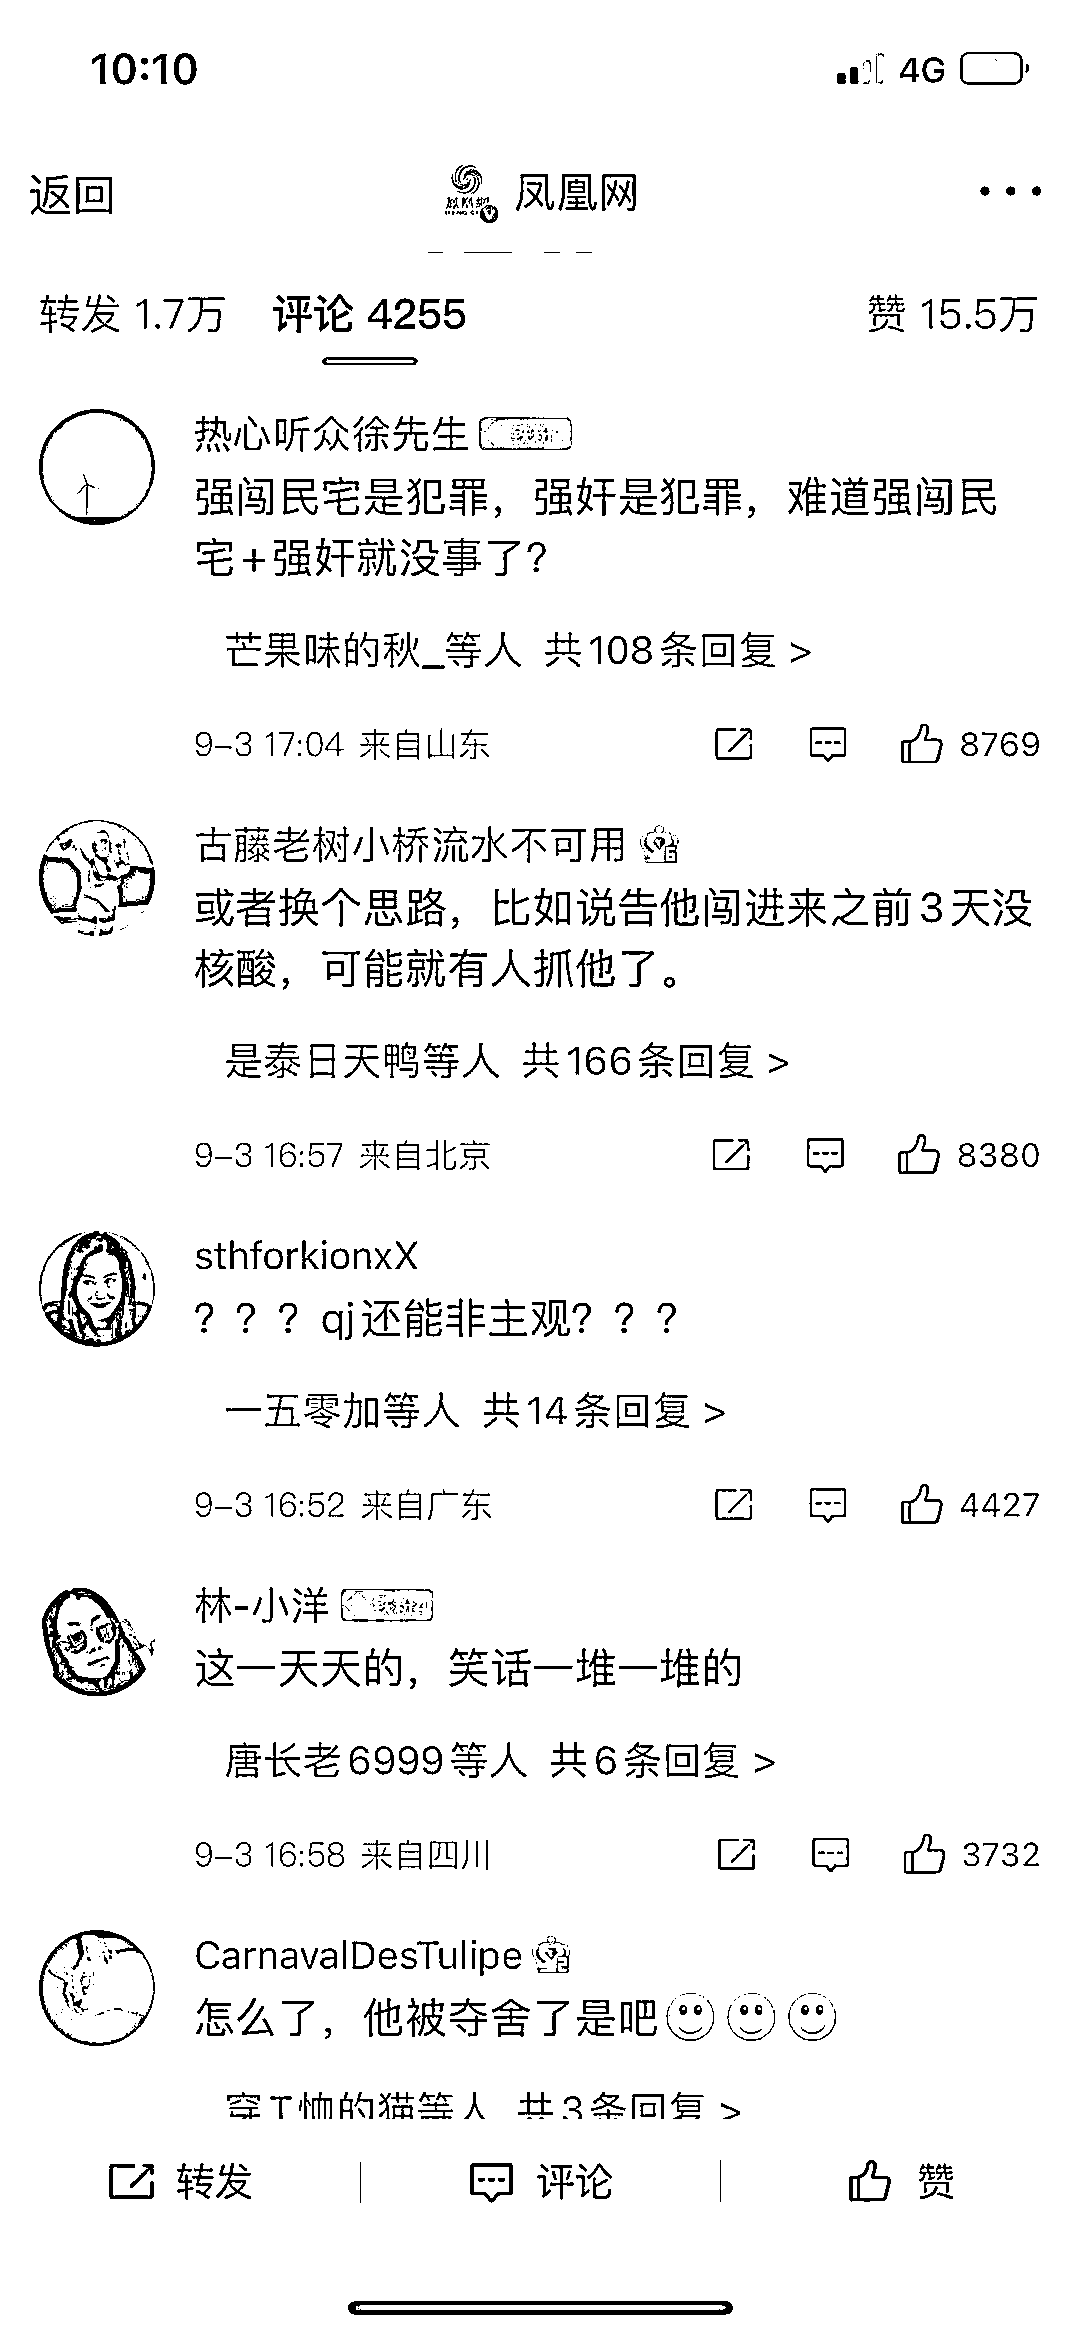 10:10
4G
返回
凤凰网
转发 1.7万 评论 4255 赞 15.5万
热心听众徐先生
强闯民宅是犯罪，强奸是犯罪，难道强闯民
宅+强奸就没事了？
芒果味的秋_等人 共108条回复 >
9-3 17:04 来自山东 8769
古藤老树小桥流水不可用
或者换个思路，比如说告他闯进来之前3天没
核酸，可能就有人抓他了。
是泰日天鸭等人 共166条回复 >
9-3 16:57 来自北京 8380
sthforkionxX
？？？qj还能非主观？？？
一五零加等人 共14条回复 >
9-3 16:52 来自广东 4427
林-小洋
这一天天的，笑话一堆一堆的
唐长老6999等人 共6条回复 >
9-3 16:58 来自四川 3732
CarnavalDesTulipe
怎么了，他被夺舍了是吧
穿T恤的猫等人 共3条回复 >
转发 评论 赞